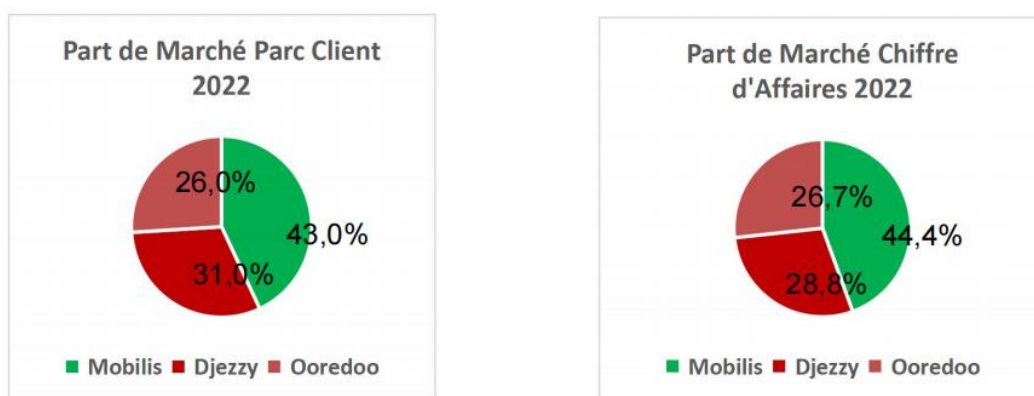 Part de Marché Parc Client
2022
26,0%
43,0%
31,0%
Mobilis Djezzy Ooredoo
Part de Marché Chiffre
d'Affaires 2022
26,7%
44,4%
28,8%
Mobilis Djezzy Ooredoo